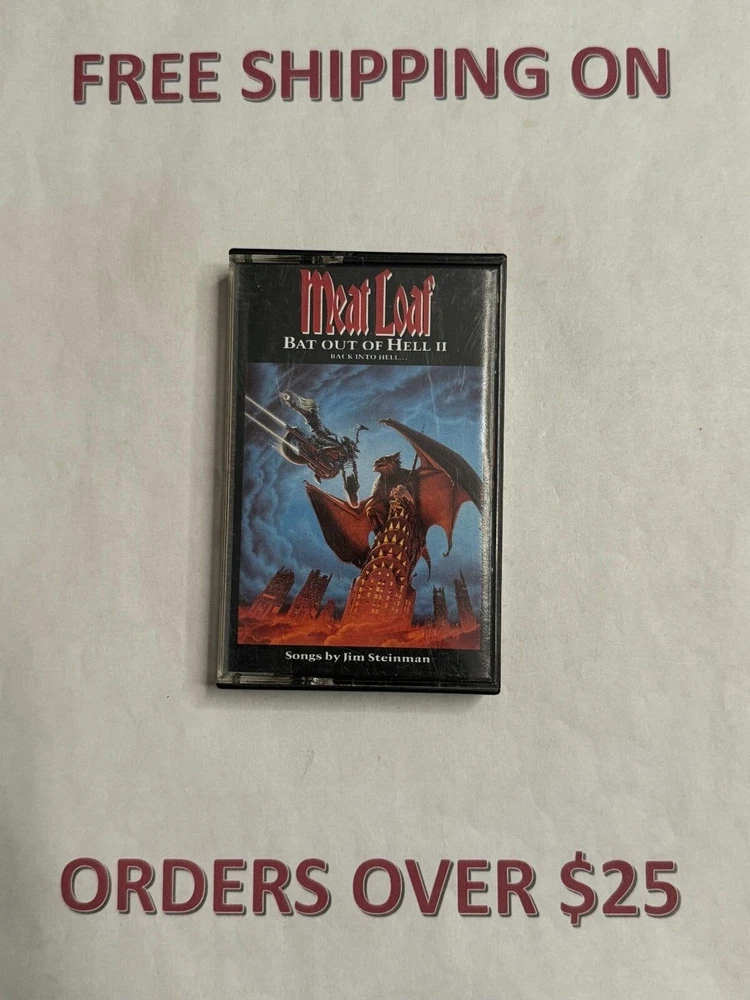 FREE SHIPPING ON
Meat Loaf
BAT OUT OF HELL II
BACK INTO HELL...
Songs by Jim Steinman
ORDERS OVER $25